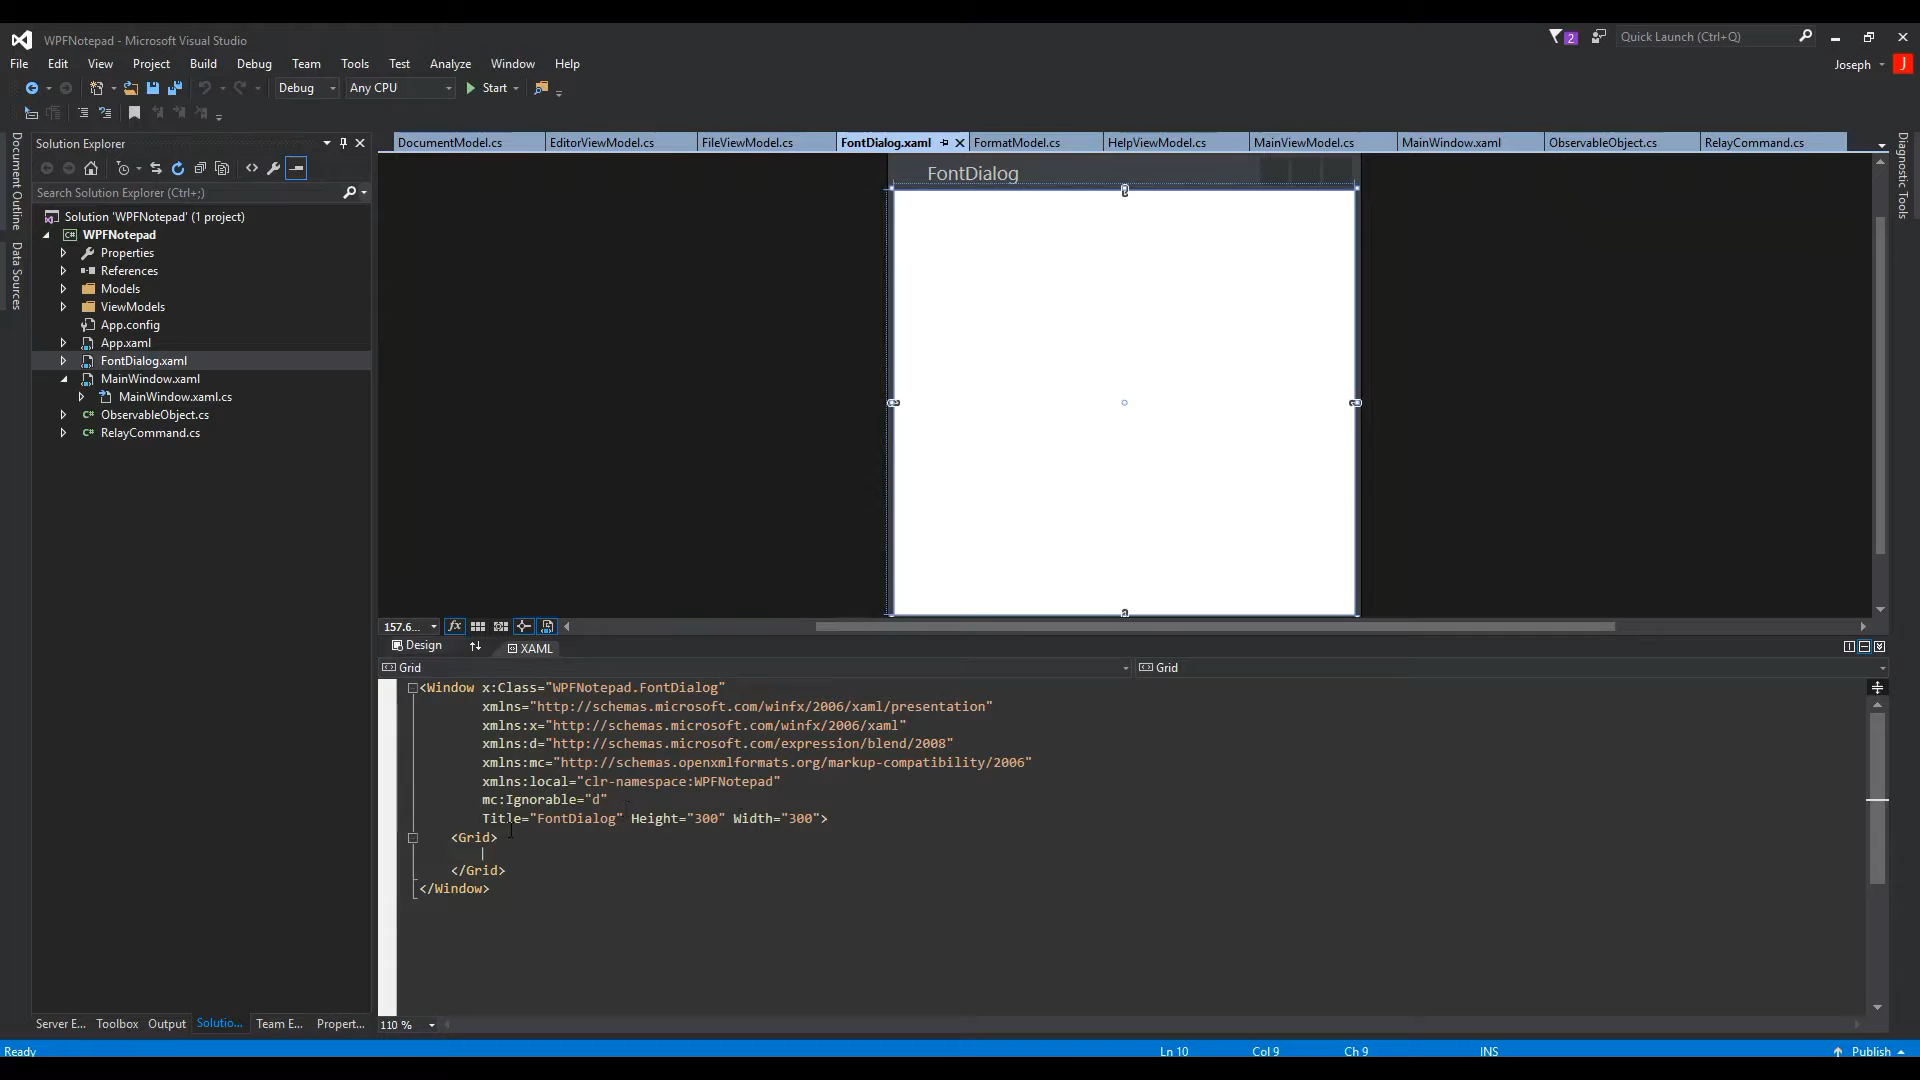 WPFNotepad - Microsoft Visual Studio
2
Quick Launch (Ctrl+Q)
File Edit View Project Build Debug Team Tools Test Analyze Window Help
Joseph J
Debug Any CPU Start
Document Outline
Data Sources
Solution Explorer
Search Solution Explorer (Ctrl+;)
Solution 'WPFNotepad' (1 project)
C# WPFNotepad
Properties
References
Models
ViewModels
App.config
App.xaml
FontDialog.xaml
MainWindow.xaml
MainWindow.xaml.cs
C# ObservableObject.cs
C# RelayCommand.cs
Server E... Toolbox Output Solutio... Team E... Propert...
DocumentModel.cs EditorViewModel.cs FileViewModel.cs FontDialog.xaml FormatModel.cs HelpViewModel.cs MainViewModel.cs MainWindow.xaml ObservableObject.cs RelayCommand.cs
Diagnostic Tools
FontDialog
157.6... fx
Design XAML
Grid Grid
<Window x:Class="WPFNotepad.FontDialog"
xmlns="http://schemas.microsoft.com/winfx/2006/xaml/presentation"
xmlns:x="http://schemas.microsoft.com/winfx/2006/xaml"
xmlns:d="http://schemas.microsoft.com/expression/blend/2008"
xmlns:mc="http://schemas.openxmlformats.org/markup-compatibility/2006"
xmlns:local="clr-namespace:WPFNotepad"
mc:Ignorable="d"
Title="FontDialog" Height="300" Width="300">
<Grid>
</Grid>
</Window>
110 %
Ready Ln 10 Col 9 Ch 9 INS Publish